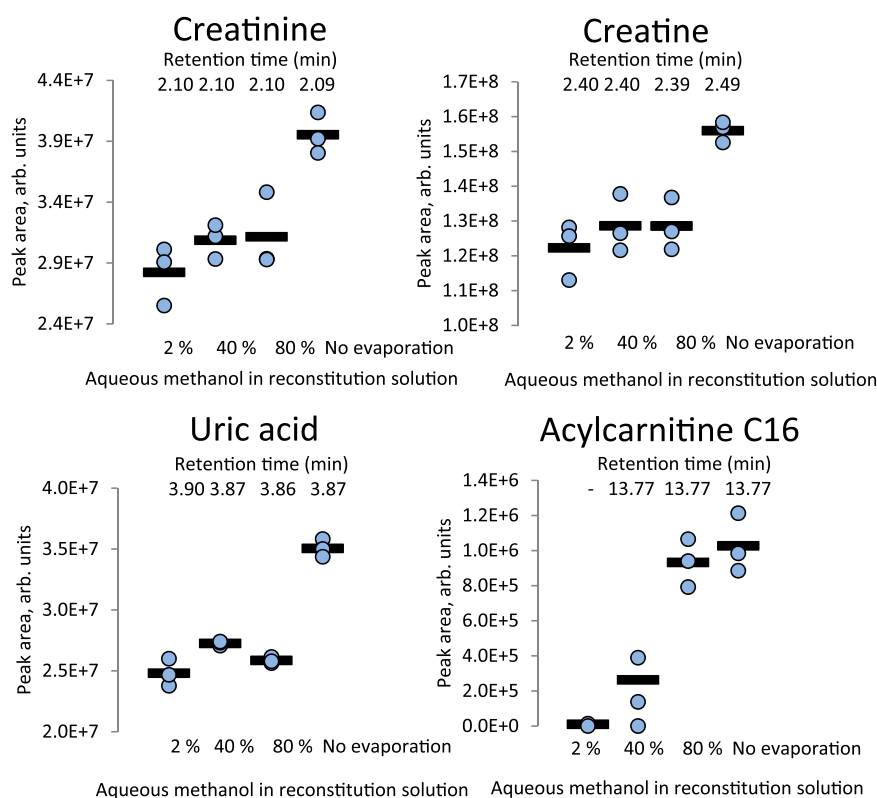 Creatinine
Retention time (min)
2.10 2.10 2.10 2.09
4.4E+7
3.9E+7
3.4E+7
2.9E+7
2.4E+7
Peak area, arb. units
2 % 40 % 80 % No evaporation
Aqueous methanol in reconstitution solution
Creatine
Retention time (min)
2.40 2.40 2.39 2.49
1.7E+8
1.6E+8
1.5E+8
1.4E+8
1.3E+8
1.2E+8
1.1E+8
1.0E+8
Peak area, arb. units
2 % 40 % 80 % No evaporation
Aqueous methanol in reconstitution solution
Uric acid
Retention time (min)
3.90 3.87 3.86 3.87
4.0E+7
3.5E+7
3.0E+7
2.5E+7
2.0E+7
Peak area, arb. units
2 % 40 % 80 % No evaporation
Aqueous methanol in reconstitution solution
Acylcarnitine C16
Retention time (min)
- 13.77 13.77 13.77
1.4E+6
1.2E+6
1.0E+6
8.0E+5
6.0E+5
4.0E+5
2.0E+5
0.0E+0
Peak area, arb. units
2 % 40 % 80 % No evaporation
Aqueous methanol in reconstitution solution